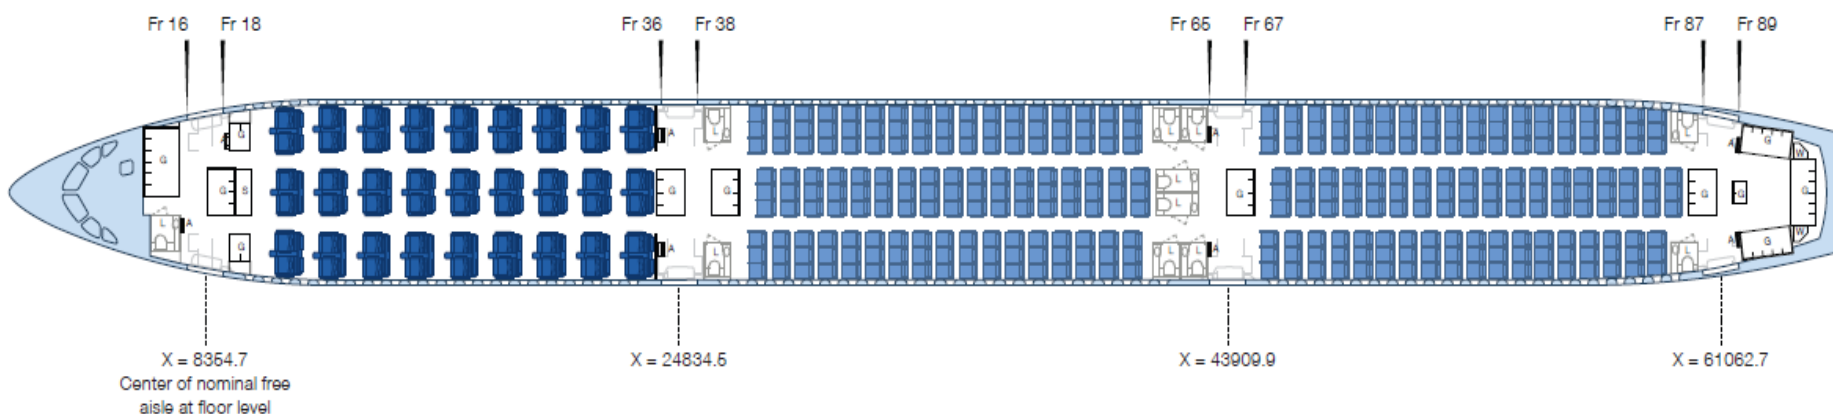 Fr 16 Fr 18 Fr 36 Fr 38 Fr 65 Fr 67 Fr 87 Fr 89
G A G L A G G L L L A G L A G W
G S L L G G G
L A G A L L L A L A G W
X = 8354.7 X = 24834.5 X = 43909.9 X = 61062.7
Center of nominal free
aisle at floor level